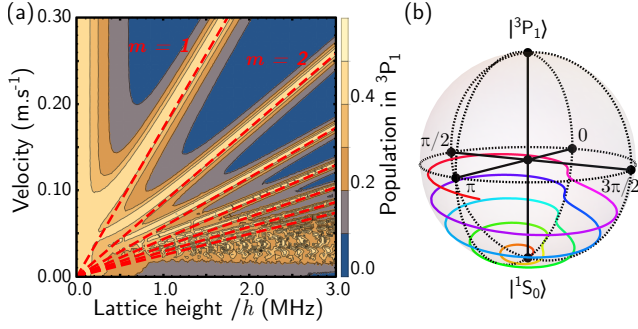 (a)
0.30
0.20
0.10
0.00
Velocity (m.s⁻¹)
m = 1
m = 2
0.0
1.0
2.0
3.0
Lattice height /h (MHz)
0.4
0.2
0.0
Population in ³P₁
(b)
|³P₁⟩
π/2
0
π
3π/2
|¹S₀⟩